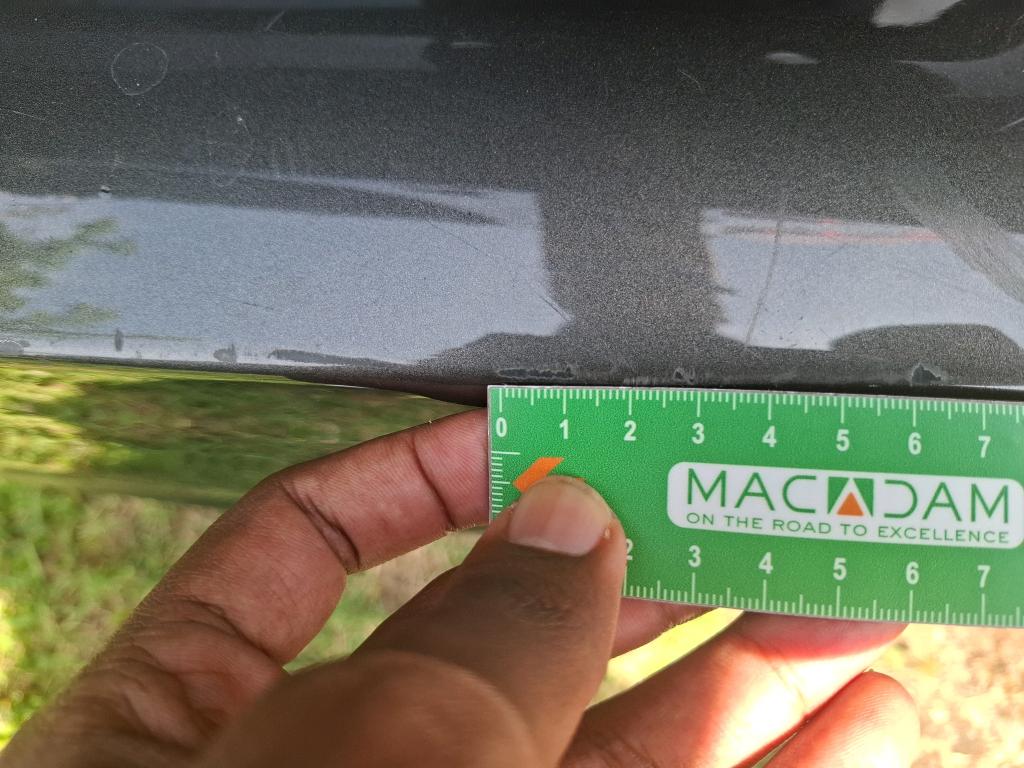 0 1 2 3 4 5 6 7
MACADAM
ON THE ROAD TO EXCELLENCE
2 3 4 5 6 7